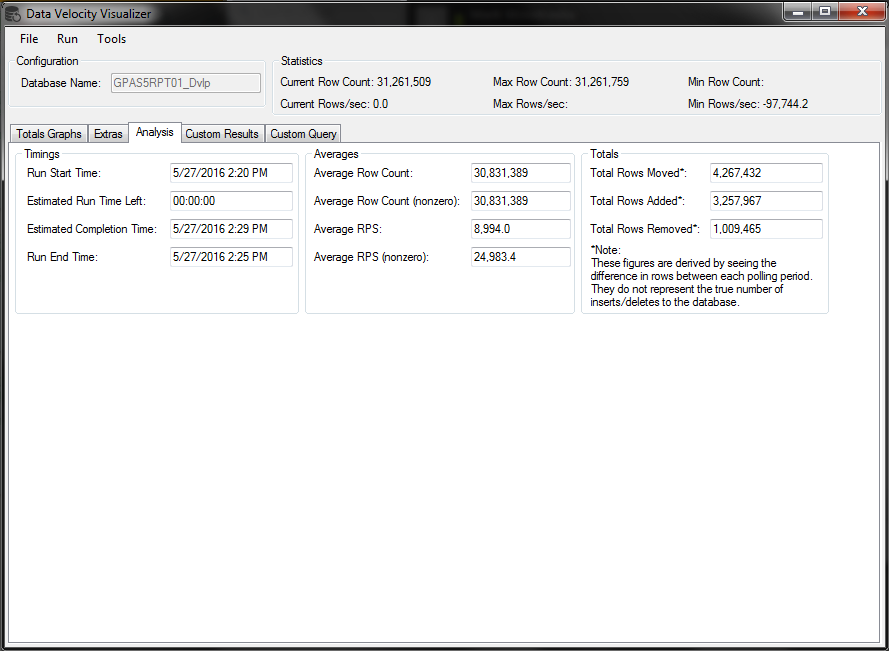 Data Velocity Visualizer
File Run Tools
Configuration
Database Name: GPAS5RPT01_Dvlp
Statistics
Current Row Count: 31,261,509 Max Row Count: 31,261,759 Min Row Count:
Current Rows/sec: 0.0 Max Rows/sec: Min Rows/sec: -97,744.2
Totals Graphs Extras Analysis Custom Results Custom Query
Timings
Run Start Time: 5/27/2016 2:20 PM
Estimated Run Time Left: 00:00:00
Estimated Completion Time: 5/27/2016 2:29 PM
Run End Time: 5/27/2016 2:25 PM
Averages
Average Row Count: 30,831,389
Average Row Count (nonzero): 30,831,389
Average RPS: 8,994.0
Average RPS (nonzero): 24,983.4
Totals
Total Rows Moved*: 4,267,432
Total Rows Added*: 3,257,967
Total Rows Removed*: 1,009,465
*Note:
These figures are derived by seeing the
difference in rows between each polling period.
They do not represent the true number of
inserts/deletes to the database.